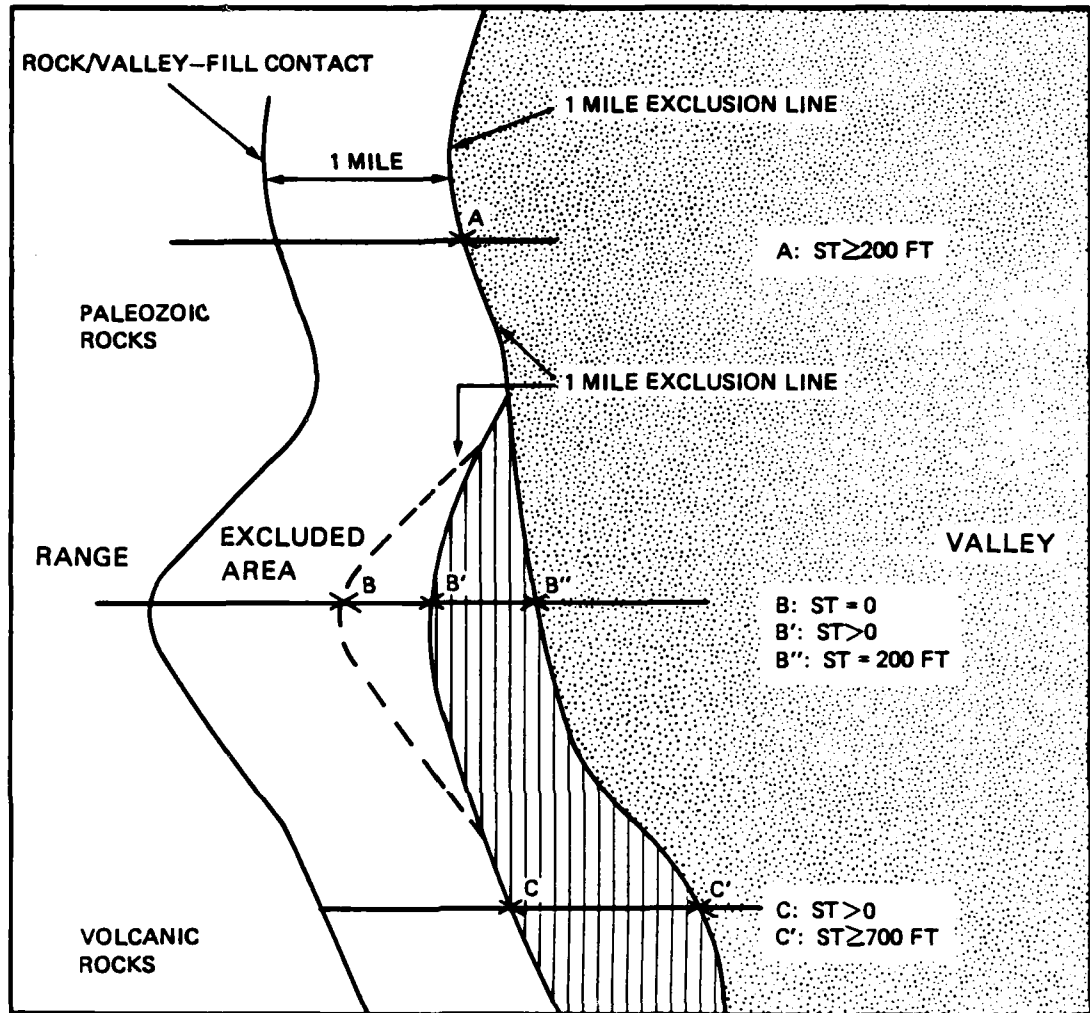 ROCK/VALLEY–FILL CONTACT
1 MILE EXCLUSION LINE
1 MILE
A
A: ST≥200 FT
PALEOZOIC
ROCKS
1 MILE EXCLUSION LINE
EXCLUDED
AREA
RANGE
VALLEY
B
B'
B''
B: ST = 0
B': ST>0
B'': ST = 200 FT
C
C'
C: ST>0
C': ST≥700 FT
VOLCANIC
ROCKS